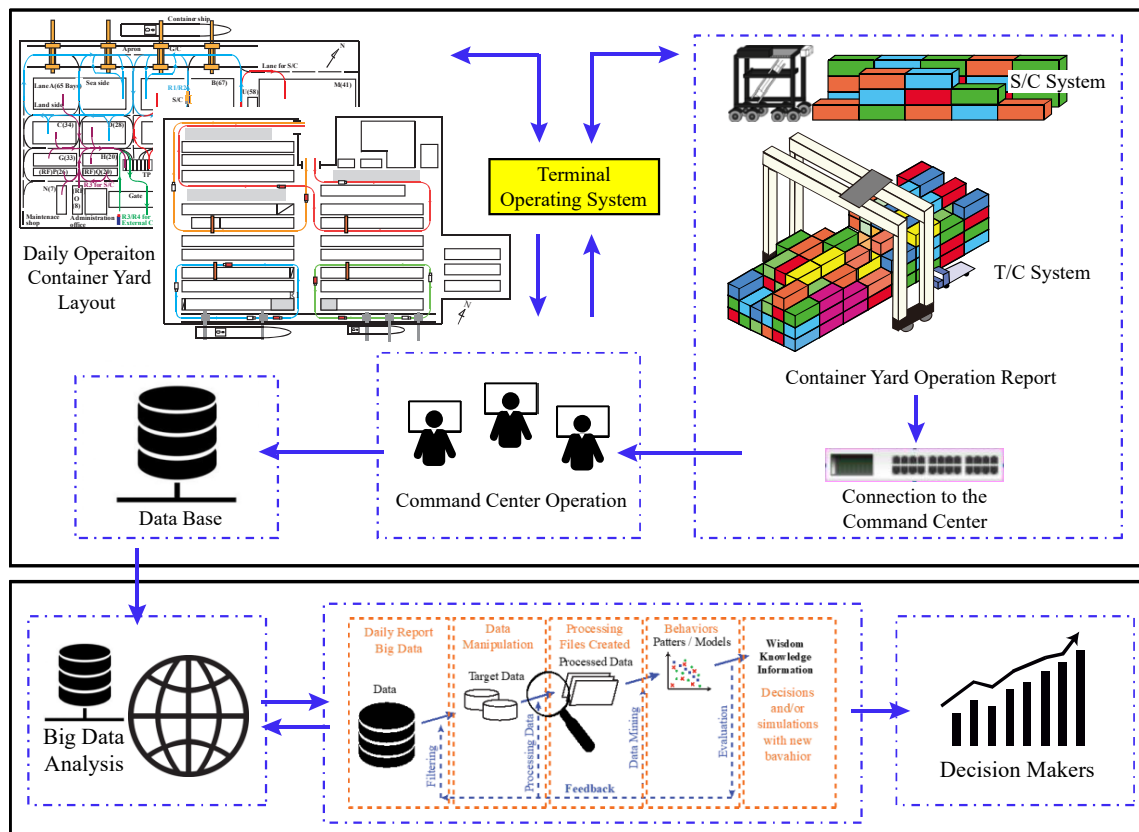 Container ship
Apron
G/C
N
Lane for S/C
Lane A(65 Bays)
Sea side
B(67)
R1/R2
S/C
U(58)
M(41)
Land side
C(34)
G(33)
H(20)
(RF)P(26)
(RF)Q(20)
R3 for S/C
TP
N(7)
Gate
Maintenace
shop
Administration
office
R3/R4 for
External C
Daily Operaiton
Container Yard
Layout
N
Terminal
Operating System
S/C System
T/C System
Container Yard Operation Report
Connection to the
Command Center
Command Center Operation
Data Base
Big Data
Analysis
Daily Report
Big Data
Data
Filtering
Data
Manipulation
Target Data
Processing Data
Processing
Files Created
Processed Data
Data Mining
Behaviors
Patters / Models
Evaluation
Feedback
Wisdom
Knowledge
Information
Decisions
and/or
simulations
with new
bavahior
Decision Makers